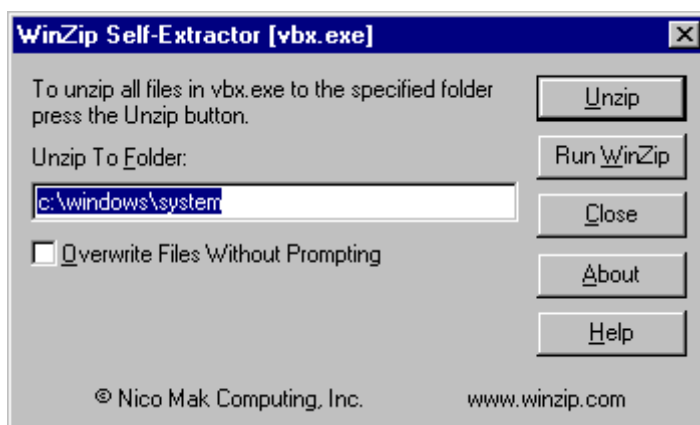 WinZip Self-Extractor [vbx.exe]
To unzip all files in vbx.exe to the specified folder
press the Unzip button.
Unzip To Folder:
c:\windows\system
Overwrite Files Without Prompting
Unzip
Run WinZip
Close
About
Help
© Nico Mak Computing, Inc. www.winzip.com